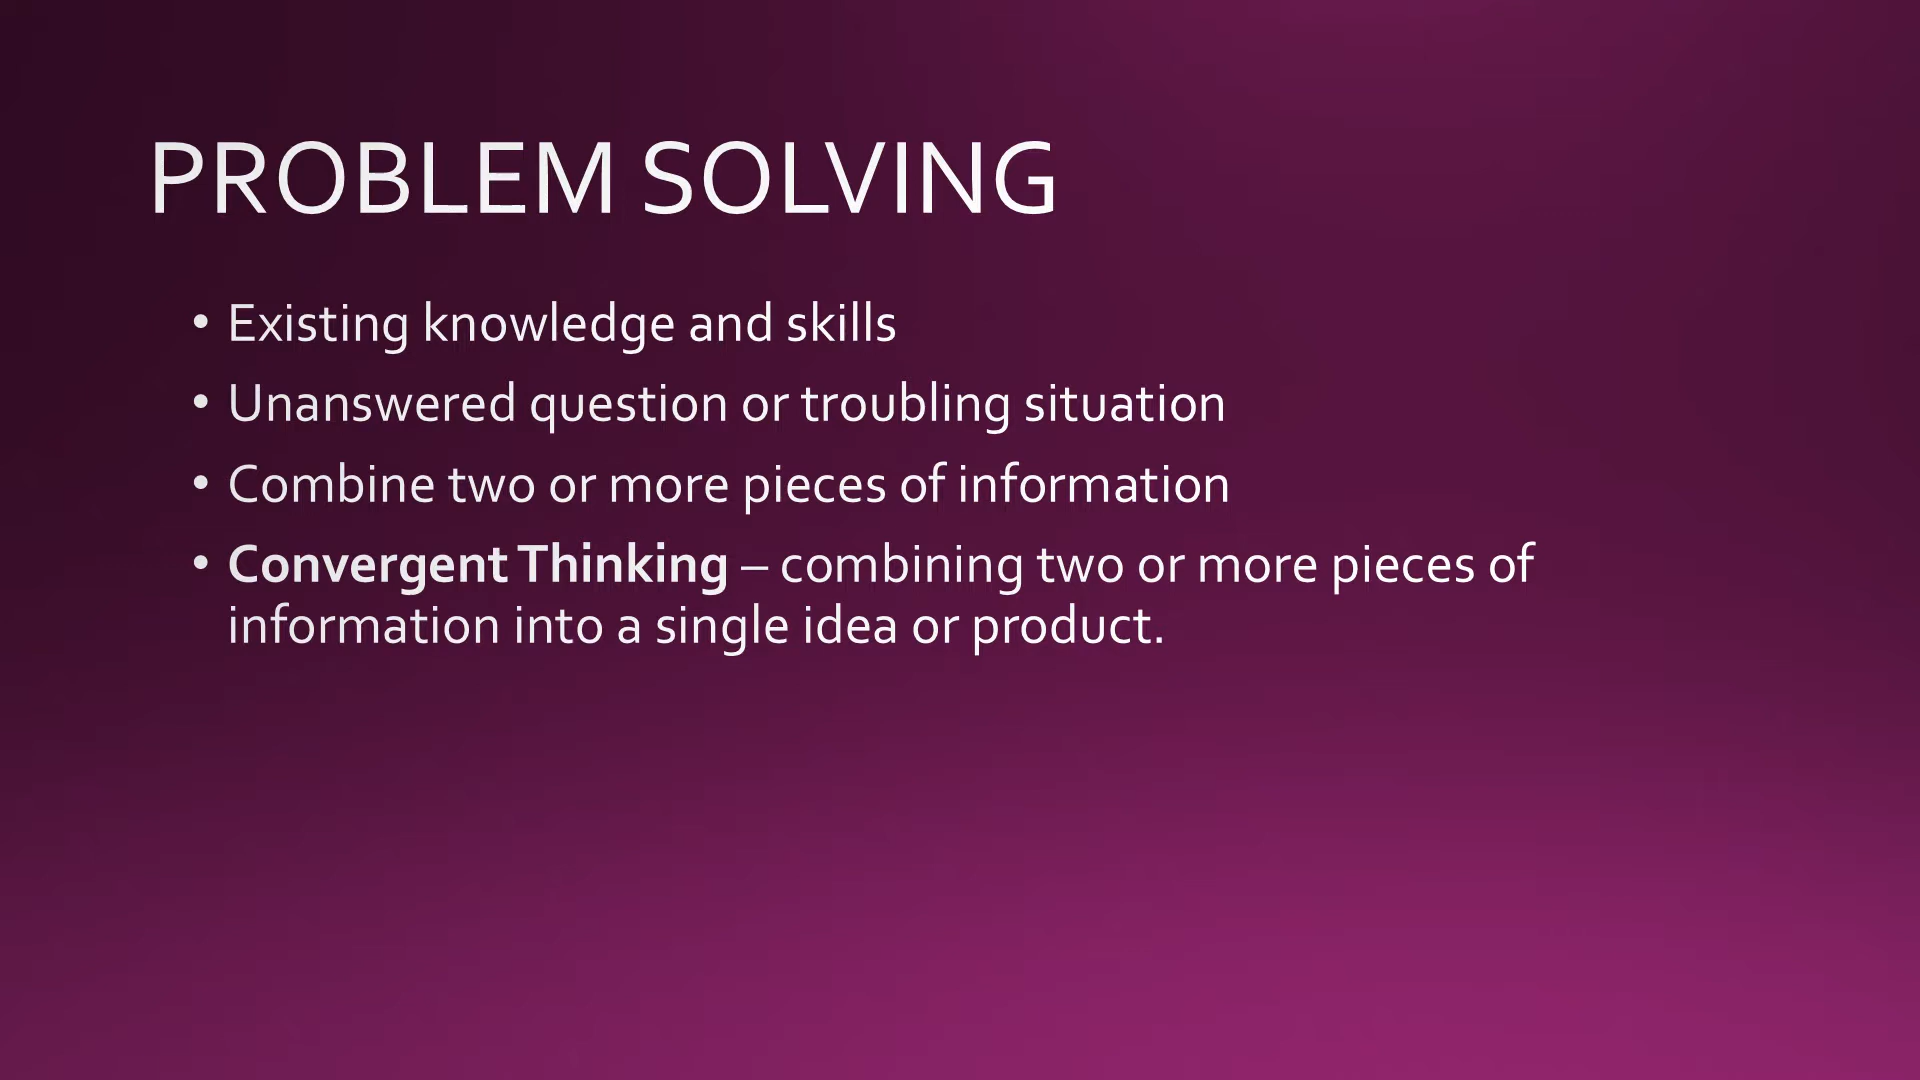 PROBLEM SOLVING
• Existing knowledge and skills
• Unanswered question or troubling situation
• Combine two or more pieces of information
• Convergent Thinking – combining two or more pieces of
information into a single idea or product.